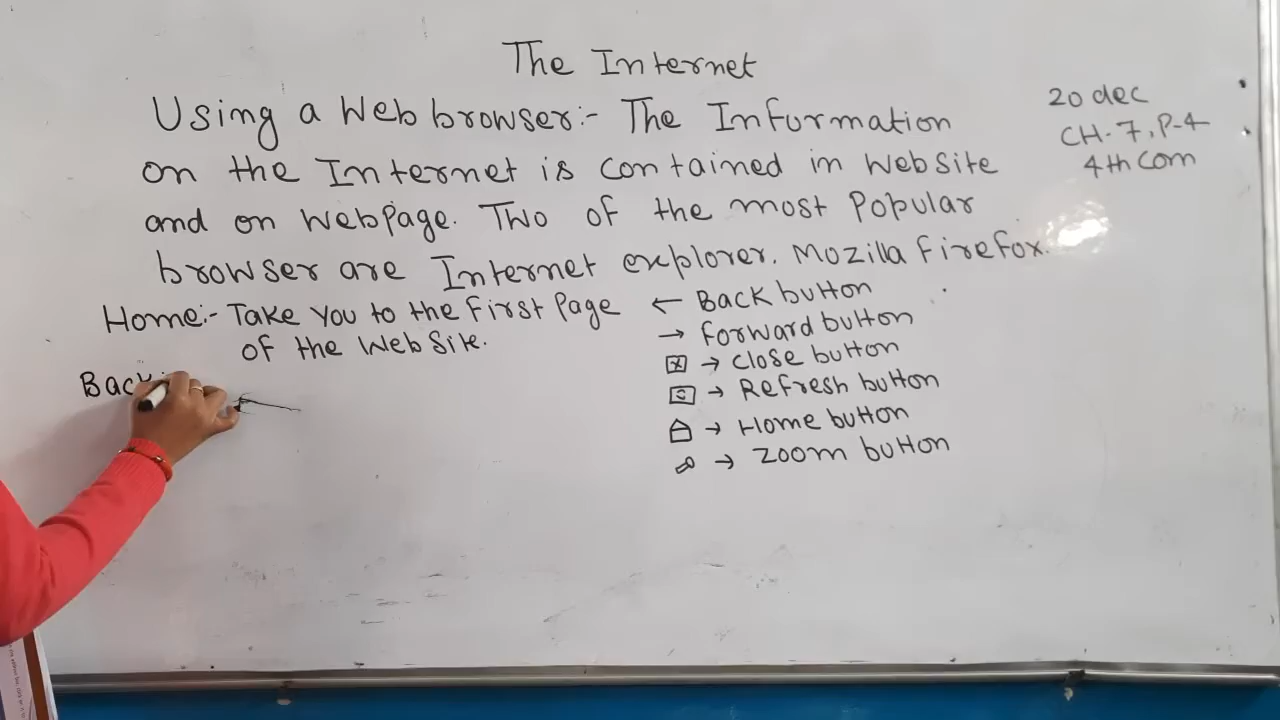 The Internet
Using a Web browser:- The Information
on the Internet is contained in Website
and on Webpage. Two of the most Popular
browser are Internet explorer. Mozilla Firefox.
Home:- Take You to the First Page
of the Web Site.
Back
20 dec
CH-7, P-4
4th Com
← Back button
→ Forward button
→ Close button
→ Refresh button
→ Home button
→ Zoom button